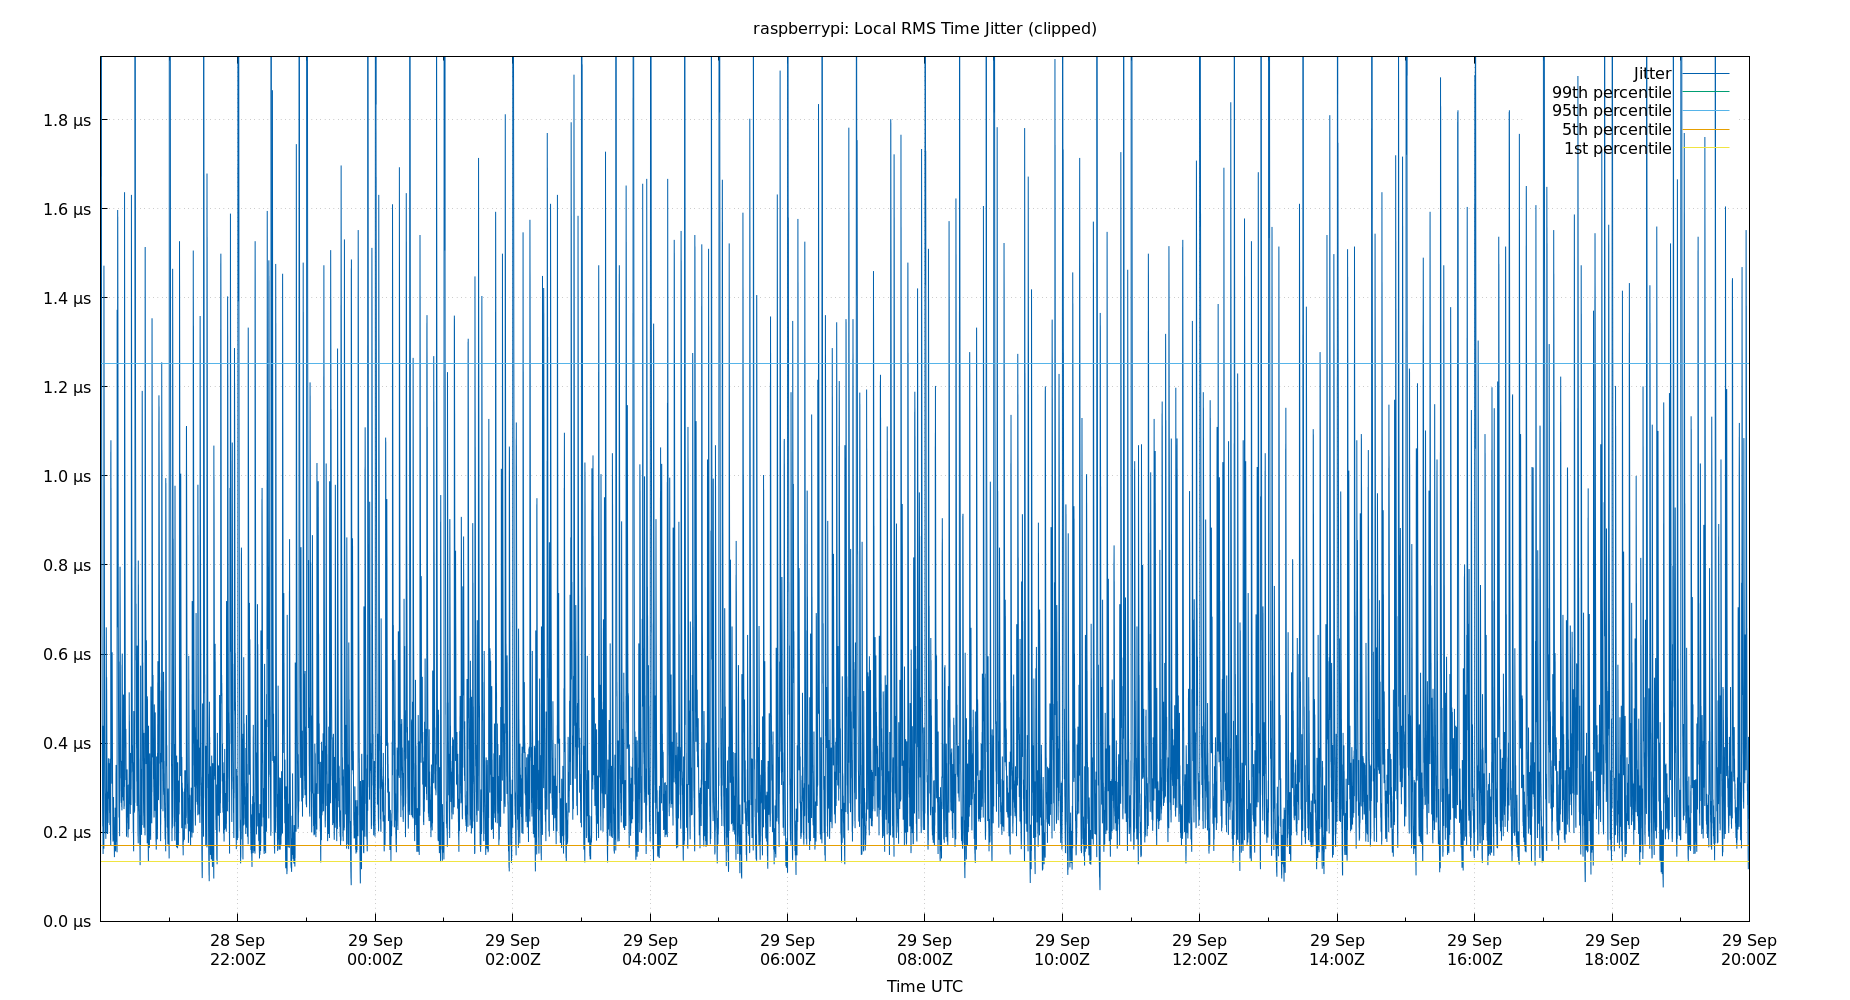 raspberrypi: Local RMS Time Jitter (clipped)
Jitter
99th percentile
95th percentile
5th percentile
1st percentile
1.8 µs
1.6 µs
1.4 µs
1.2 µs
1.0 µs
0.8 µs
0.6 µs
0.4 µs
0.2 µs
0.0 µs
28 Sep
22:00Z
29 Sep
00:00Z
29 Sep
02:00Z
29 Sep
04:00Z
29 Sep
06:00Z
29 Sep
08:00Z
29 Sep
10:00Z
29 Sep
12:00Z
29 Sep
14:00Z
29 Sep
16:00Z
29 Sep
18:00Z
29 Sep
20:00Z
Time UTC